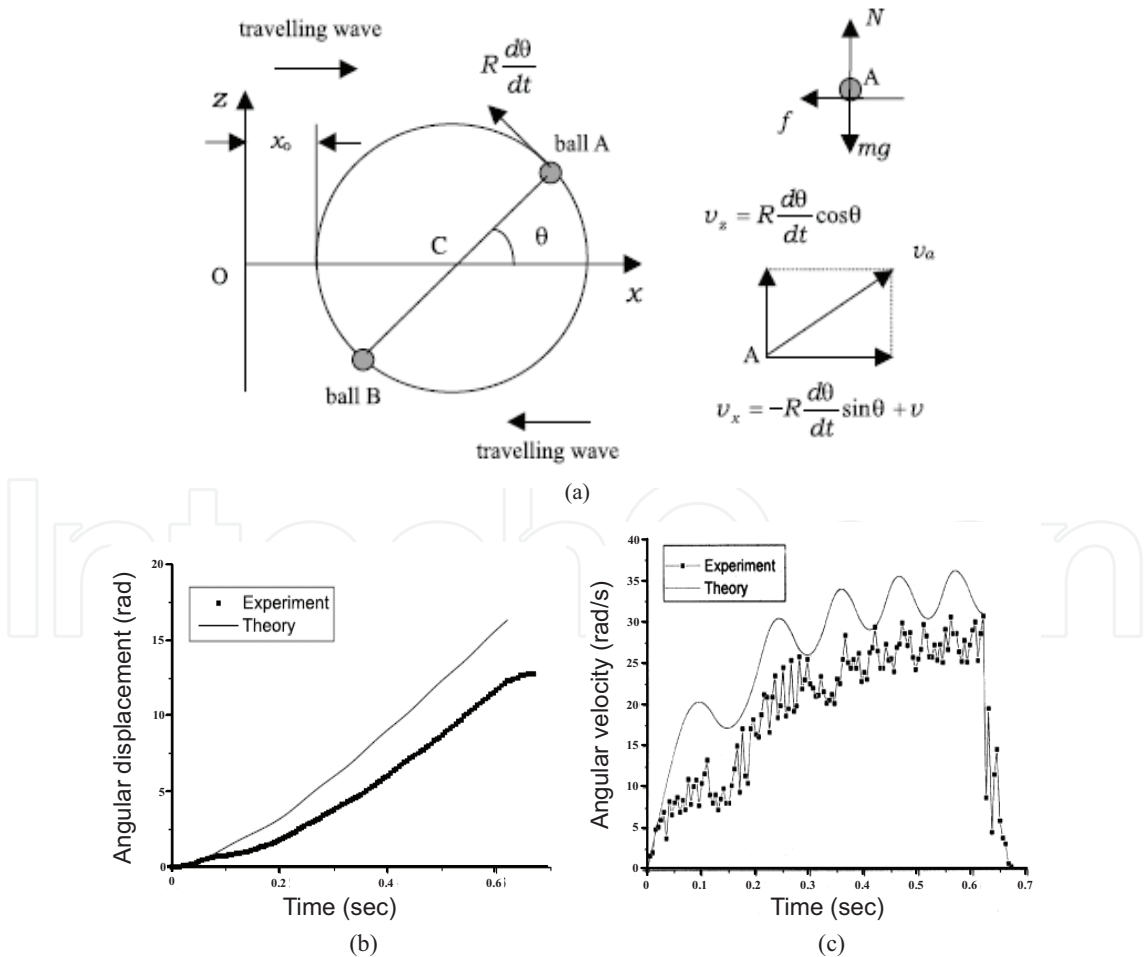 travelling wave
R dθ/dt
z
x₀
ball A
C
θ
O
x
ball B
travelling wave
N
A
f
mg
v_z = R dθ/dt cosθ
v_a
A
v_x = -R dθ/dt sinθ + v
(a)
Angular displacement (rad)
20
15
10
5
0
Experiment
Theory
0
0.2
0.4
0.6
Time (sec)
(b)
Angular velocity (rad/s)
40
35
30
25
20
15
10
5
0
Experiment
Theory
0
0.1
0.2
0.3
0.4
0.5
0.6
0.7
Time (sec)
(c)